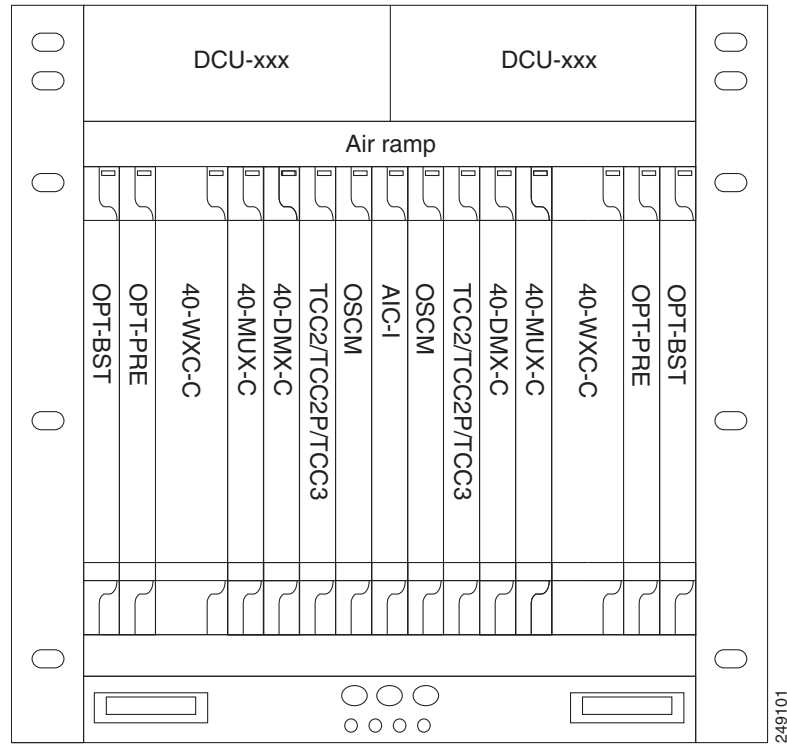 DCU-xxx
DCU-xxx
Air ramp
OPT-BST
OPT-PRE
40-WXC-C
40-MUX-C
40-DMX-C
TCC2/TCC2P/TCC3
OSCM
AIC-I
OSCM
TCC2/TCC2P/TCC3
40-DMX-C
40-MUX-C
40-WXC-C
OPT-PRE
OPT-BST
249101